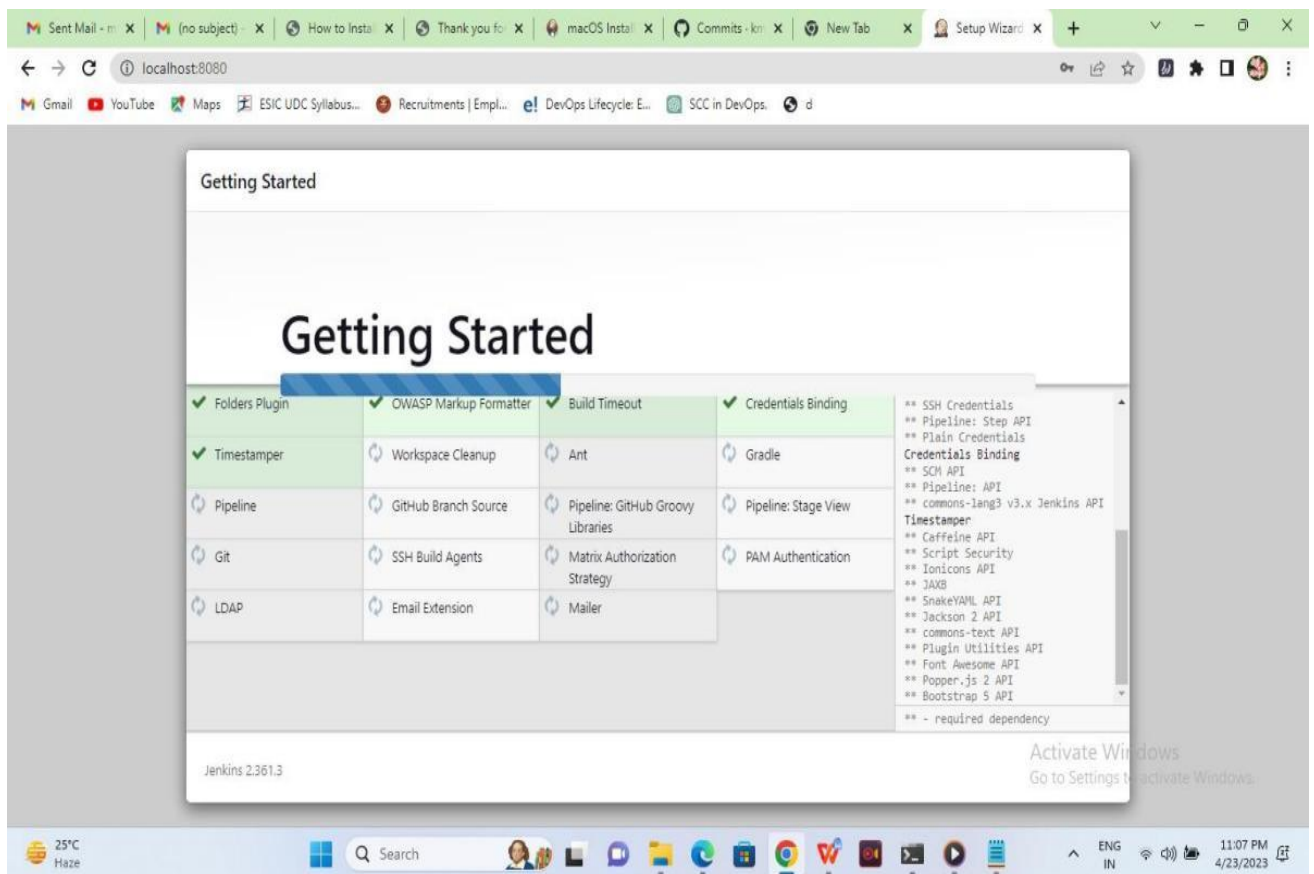 Sent Mail - m
(no subject) -
How to Instal
Thank you fo
macOS Install
Commits · km
New Tab
Setup Wizard
localhost:8080
Gmail
YouTube
Maps
ESIC UDC Syllabus...
Recruitments | Empl...
DevOps Lifecycle: E...
SCC in DevOps.
d
Getting Started
Getting Started
Folders Plugin
OWASP Markup Formatter
Build Timeout
Credentials Binding
Timestamper
Workspace Cleanup
Ant
Gradle
Pipeline
GitHub Branch Source
Pipeline: GitHub Groovy
Libraries
Pipeline: Stage View
Git
SSH Build Agents
Matrix Authorization
Strategy
PAM Authentication
LDAP
Email Extension
Mailer
** SSH Credentials
** Pipeline: Step API
** Plain Credentials
Credentials Binding
** SCM API
** Pipeline: API
** commons-lang3 v3.x Jenkins API
Timestamper
** Caffeine API
** Script Security
** Ionicons API
** JAXB
** SnakeYAML API
** Jackson 2 API
** commons-text API
** Plugin Utilities API
** Font Awesome API
** Popper.js 2 API
** Bootstrap 5 API
** - required dependency
Jenkins 2.361.3
Activate Windows
Go to Settings to activate Windows.
25°C
Haze
Search
ENG
IN
11:07 PM
4/23/2023